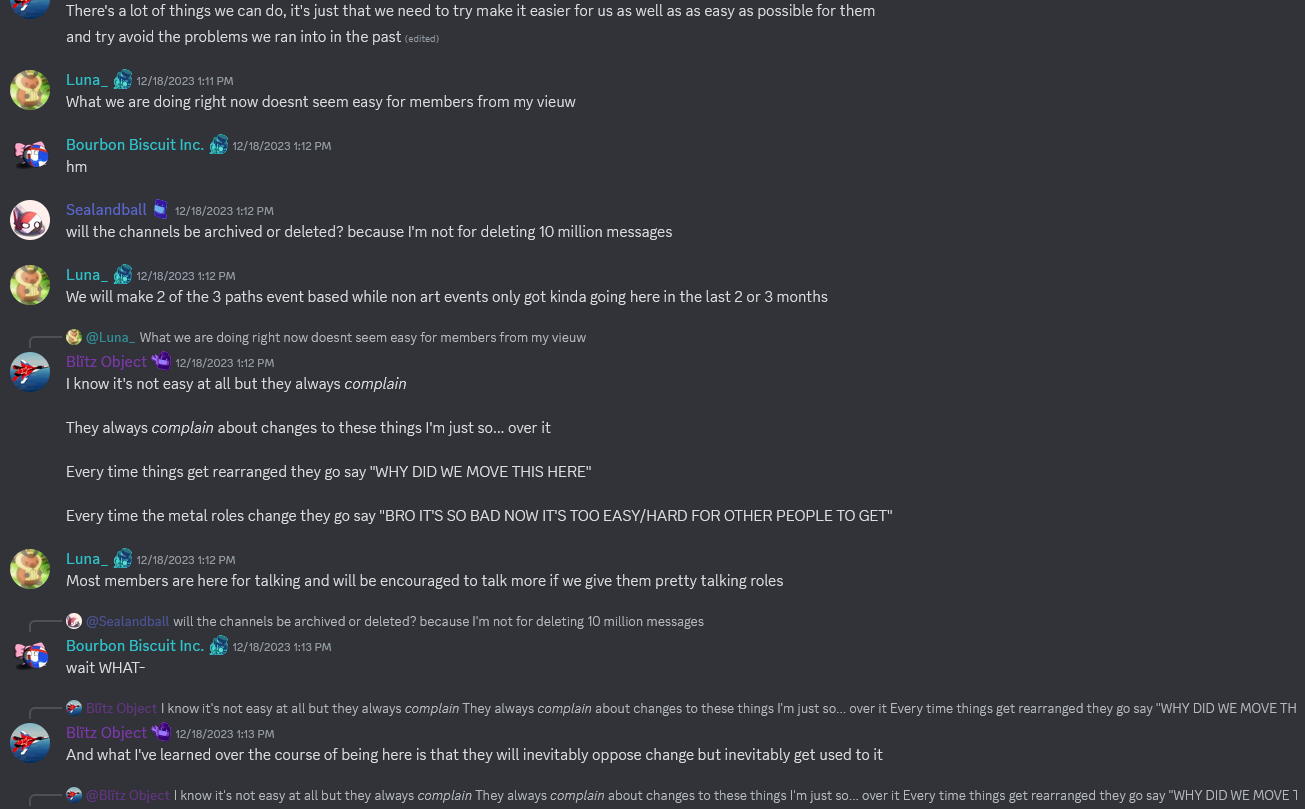 There's a lot of things we can do, it's just that we need to try make it easier for us as well as as easy as possible for them
and try avoid the problems we ran into in the past (edited)
Luna_ 12/18/2023 1:11 PM
What we are doing right now doesnt seem easy for members from my vieuw
Bourbon Biscuit Inc. 12/18/2023 1:12 PM
hm
Sealandball 12/18/2023 1:12 PM
will the channels be archived or deleted? because I'm not for deleting 10 million messages
Luna_ 12/18/2023 1:12 PM
We will make 2 of the 3 paths event based while non art events only got kinda going here in the last 2 or 3 months
@Luna_ What we are doing right now doesnt seem easy for members from my vieuw
Blĭtz Object 12/18/2023 1:12 PM
I know it's not easy at all but they always complain
They always complain about changes to these things I'm just so... over it
Every time things get rearranged they go say "WHY DID WE MOVE THIS HERE"
Every time the metal roles change they go say "BRO IT'S SO BAD NOW IT'S TOO EASY/HARD FOR OTHER PEOPLE TO GET"
Luna_ 12/18/2023 1:12 PM
Most members are here for talking and will be encouraged to talk more if we give them pretty talking roles
@Sealandball will the channels be archived or deleted? because I'm not for deleting 10 million messages
Bourbon Biscuit Inc. 12/18/2023 1:13 PM
wait WHAT-
Blĭtz Object I know it's not easy at all but they always complain They always complain about changes to these things I'm just so... over it Every time things get rearranged they go say "WHY DID WE MOVE TH
Blĭtz Object 12/18/2023 1:13 PM
And what I've learned over the course of being here is that they will inevitably oppose change but inevitably get used to it
@Blĭtz Object I know it's not easy at all but they always complain They always complain about changes to these things I'm just so... over it Every time things get rearranged they go say "WHY DID WE MOVE T